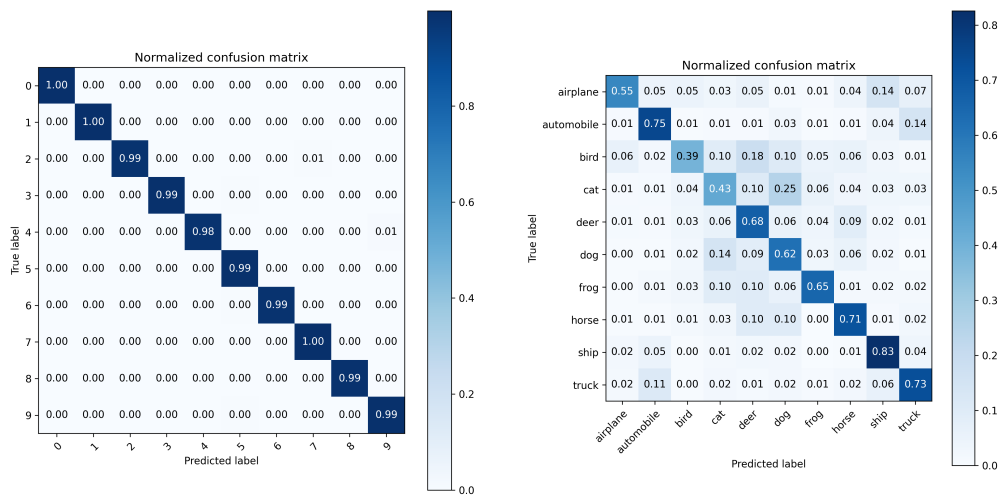 Normalized confusion matrix
True label
0 1.00 0.00 0.00 0.00 0.00 0.00 0.00 0.00 0.00 0.00
1 0.00 1.00 0.00 0.00 0.00 0.00 0.00 0.00 0.00 0.00
2 0.00 0.00 0.99 0.00 0.00 0.00 0.00 0.01 0.00 0.00
3 0.00 0.00 0.00 0.99 0.00 0.00 0.00 0.00 0.00 0.00
4 0.00 0.00 0.00 0.00 0.98 0.00 0.00 0.00 0.00 0.01
5 0.00 0.00 0.00 0.00 0.00 0.99 0.00 0.00 0.00 0.00
6 0.00 0.00 0.00 0.00 0.00 0.00 0.99 0.00 0.00 0.00
7 0.00 0.00 0.00 0.00 0.00 0.00 0.00 1.00 0.00 0.00
8 0.00 0.00 0.00 0.00 0.00 0.00 0.00 0.00 0.99 0.00
9 0.00 0.00 0.00 0.00 0.00 0.00 0.00 0.00 0.00 0.99
0 1 2 3 4 5 6 7 8 9
Predicted label
0.8
0.6
0.4
0.2
0.0
Normalized confusion matrix
True label
airplane 0.55 0.05 0.05 0.03 0.05 0.01 0.01 0.04 0.14 0.07
automobile 0.01 0.75 0.01 0.01 0.01 0.03 0.01 0.01 0.04 0.14
bird 0.06 0.02 0.39 0.10 0.18 0.10 0.05 0.06 0.03 0.01
cat 0.01 0.01 0.04 0.43 0.10 0.25 0.06 0.04 0.03 0.03
deer 0.01 0.01 0.03 0.06 0.68 0.06 0.04 0.09 0.02 0.01
dog 0.00 0.01 0.02 0.14 0.09 0.62 0.03 0.06 0.02 0.01
frog 0.00 0.01 0.03 0.10 0.10 0.06 0.65 0.01 0.02 0.02
horse 0.01 0.01 0.01 0.03 0.10 0.10 0.00 0.71 0.01 0.02
ship 0.02 0.05 0.00 0.01 0.02 0.02 0.00 0.01 0.83 0.04
truck 0.02 0.11 0.00 0.02 0.01 0.02 0.01 0.02 0.06 0.73
airplane automobile bird cat deer dog frog horse ship truck
Predicted label
0.8
0.7
0.6
0.5
0.4
0.3
0.2
0.1
0.0